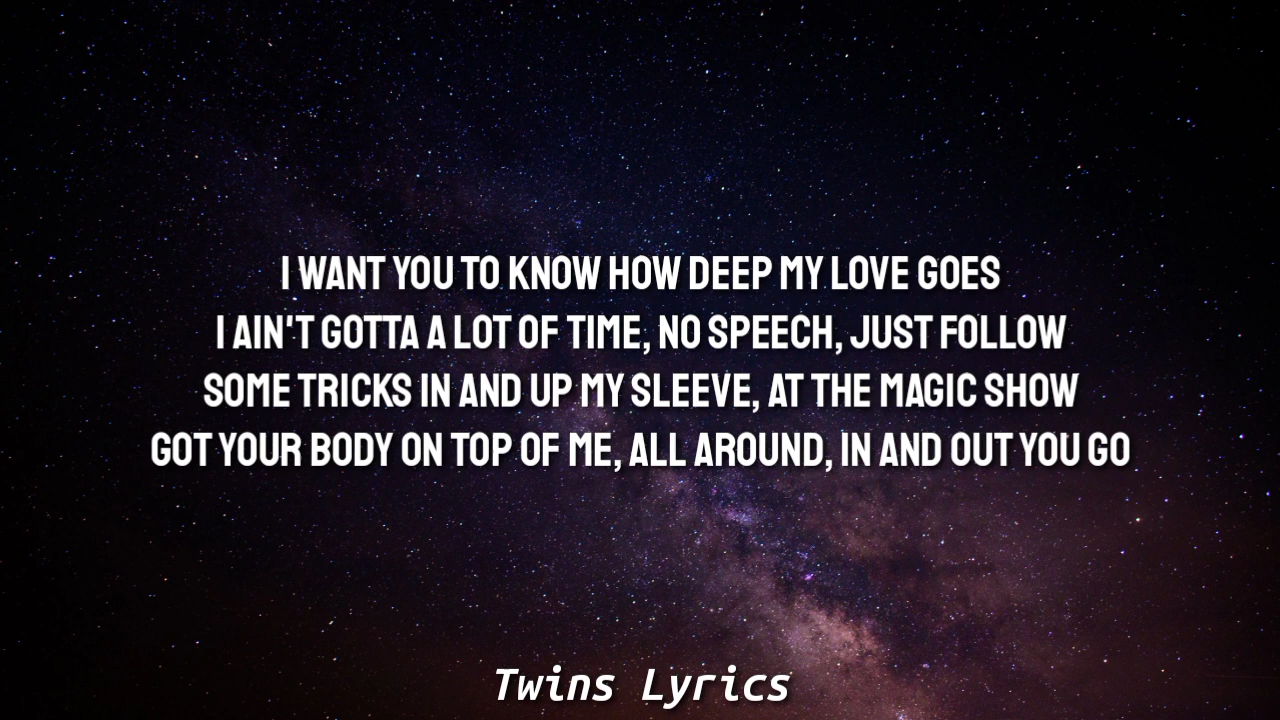 I WANT YOU TO KNOW HOW DEEP MY LOVE GOES
I AIN'T GOTTA A LOT OF TIME, NO SPEECH, JUST FOLLOW
SOME TRICKS IN AND UP MY SLEEVE, AT THE MAGIC SHOW
GOT YOUR BODY ON TOP OF ME, ALL AROUND, IN AND OUT YOU GO
Twins Lyrics